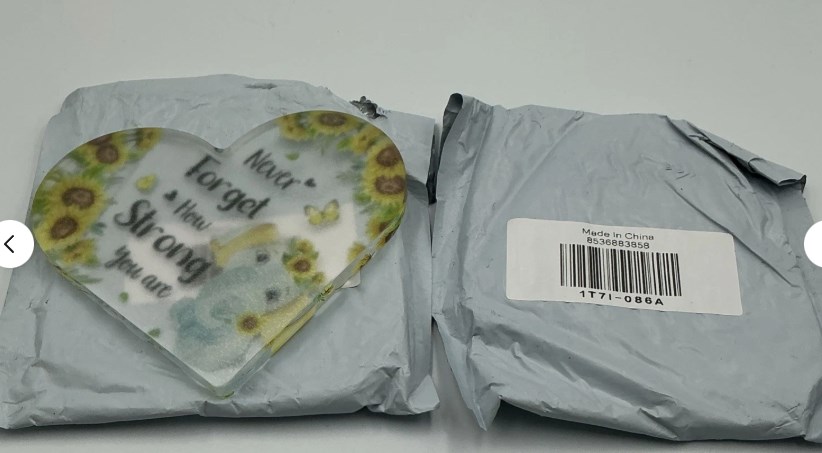 Never
Forget
How
Strong
you are
Made In China
8536883858
1T7I-086A